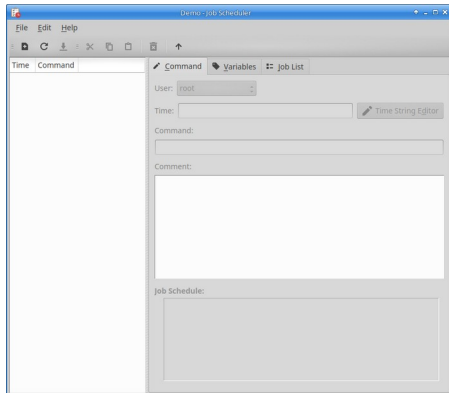 Demo - Job Scheduler
File Edit Help
Time Command
Command Variables Job List
User: root
Time: Time String Editor
Command:
Comment:
Job Schedule: